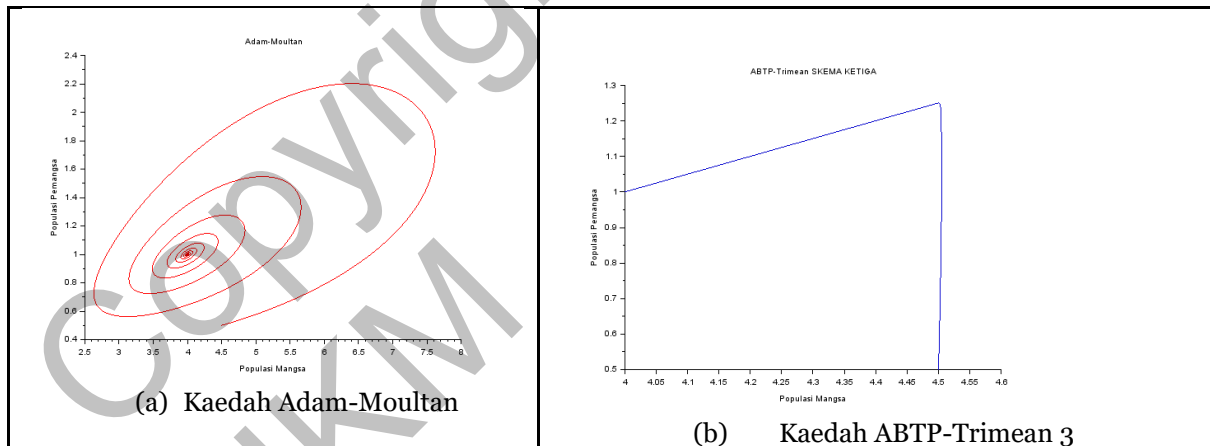 Adam-Moultan
2.4
2.2
2
1.8
1.6
1.4
1.2
1
0.8
0.6
0.4
Populasi Pemangsa
2.5 3 3.5 4 4.5 5 5.5 6 6.5 7 7.5 8
Populasi Mangsa
(a) Kaedah Adam-Moultan
ABTP-Trimean SKEMA KETIGA
1.3
1.2
1.1
1
0.9
0.8
0.7
0.6
0.5
Populasi Pemangsa
4 4.05 4.1 4.15 4.2 4.25 4.3 4.35 4.4 4.45 4.5 4.55 4.6
Populasi Mangsa
(b) Kaedah ABTP-Trimean 3
Copyrig
KM